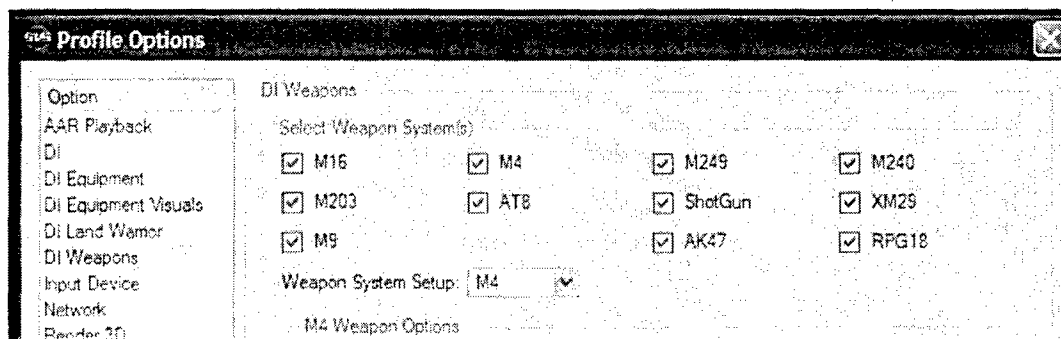 Profile Options
Option
AAR Playback
DI
DI Equipment
DI Equipment Visuals
DI Land Warrior
DI Weapons
Input Device
Network
Render 3D
DI Weapons
Select Weapon System(s)
M16 M4 M249 M240
M203 AT8 ShotGun XM29
M9 AK47 RPG18
Weapon System Setup: M4
M4 Weapon Options